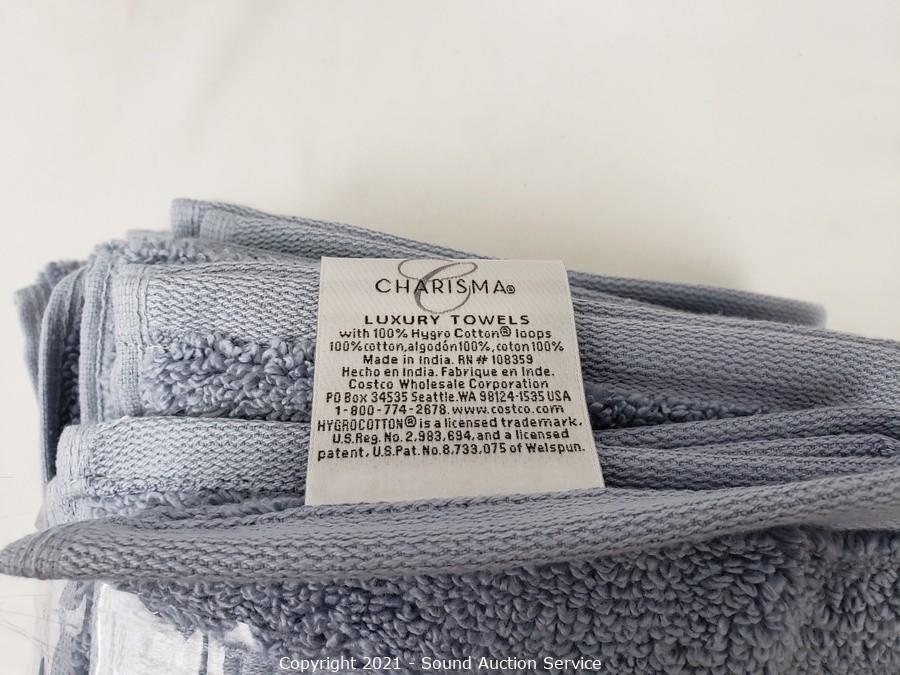 CHARISMA®
LUXURY TOWELS
with 100% Hygro Cotton® loops
100%cotton,algodón100%,coton100%
Made in India. RN # 108359
Hecho en India. Fabrique en Inde.
Costco Wholesale Corporation
PO Box 34535 Seattle.WA 98124-1535 USA
1-800-774-2678.www.costco.com
HYGROCOTTON® is a licensed trademark,
U.S.Reg.No.2,983,694,and a licensed
patent, U.S.Pat.No.8,733,075 of Welspun.
Copyright 2021 - Sound Auction Service